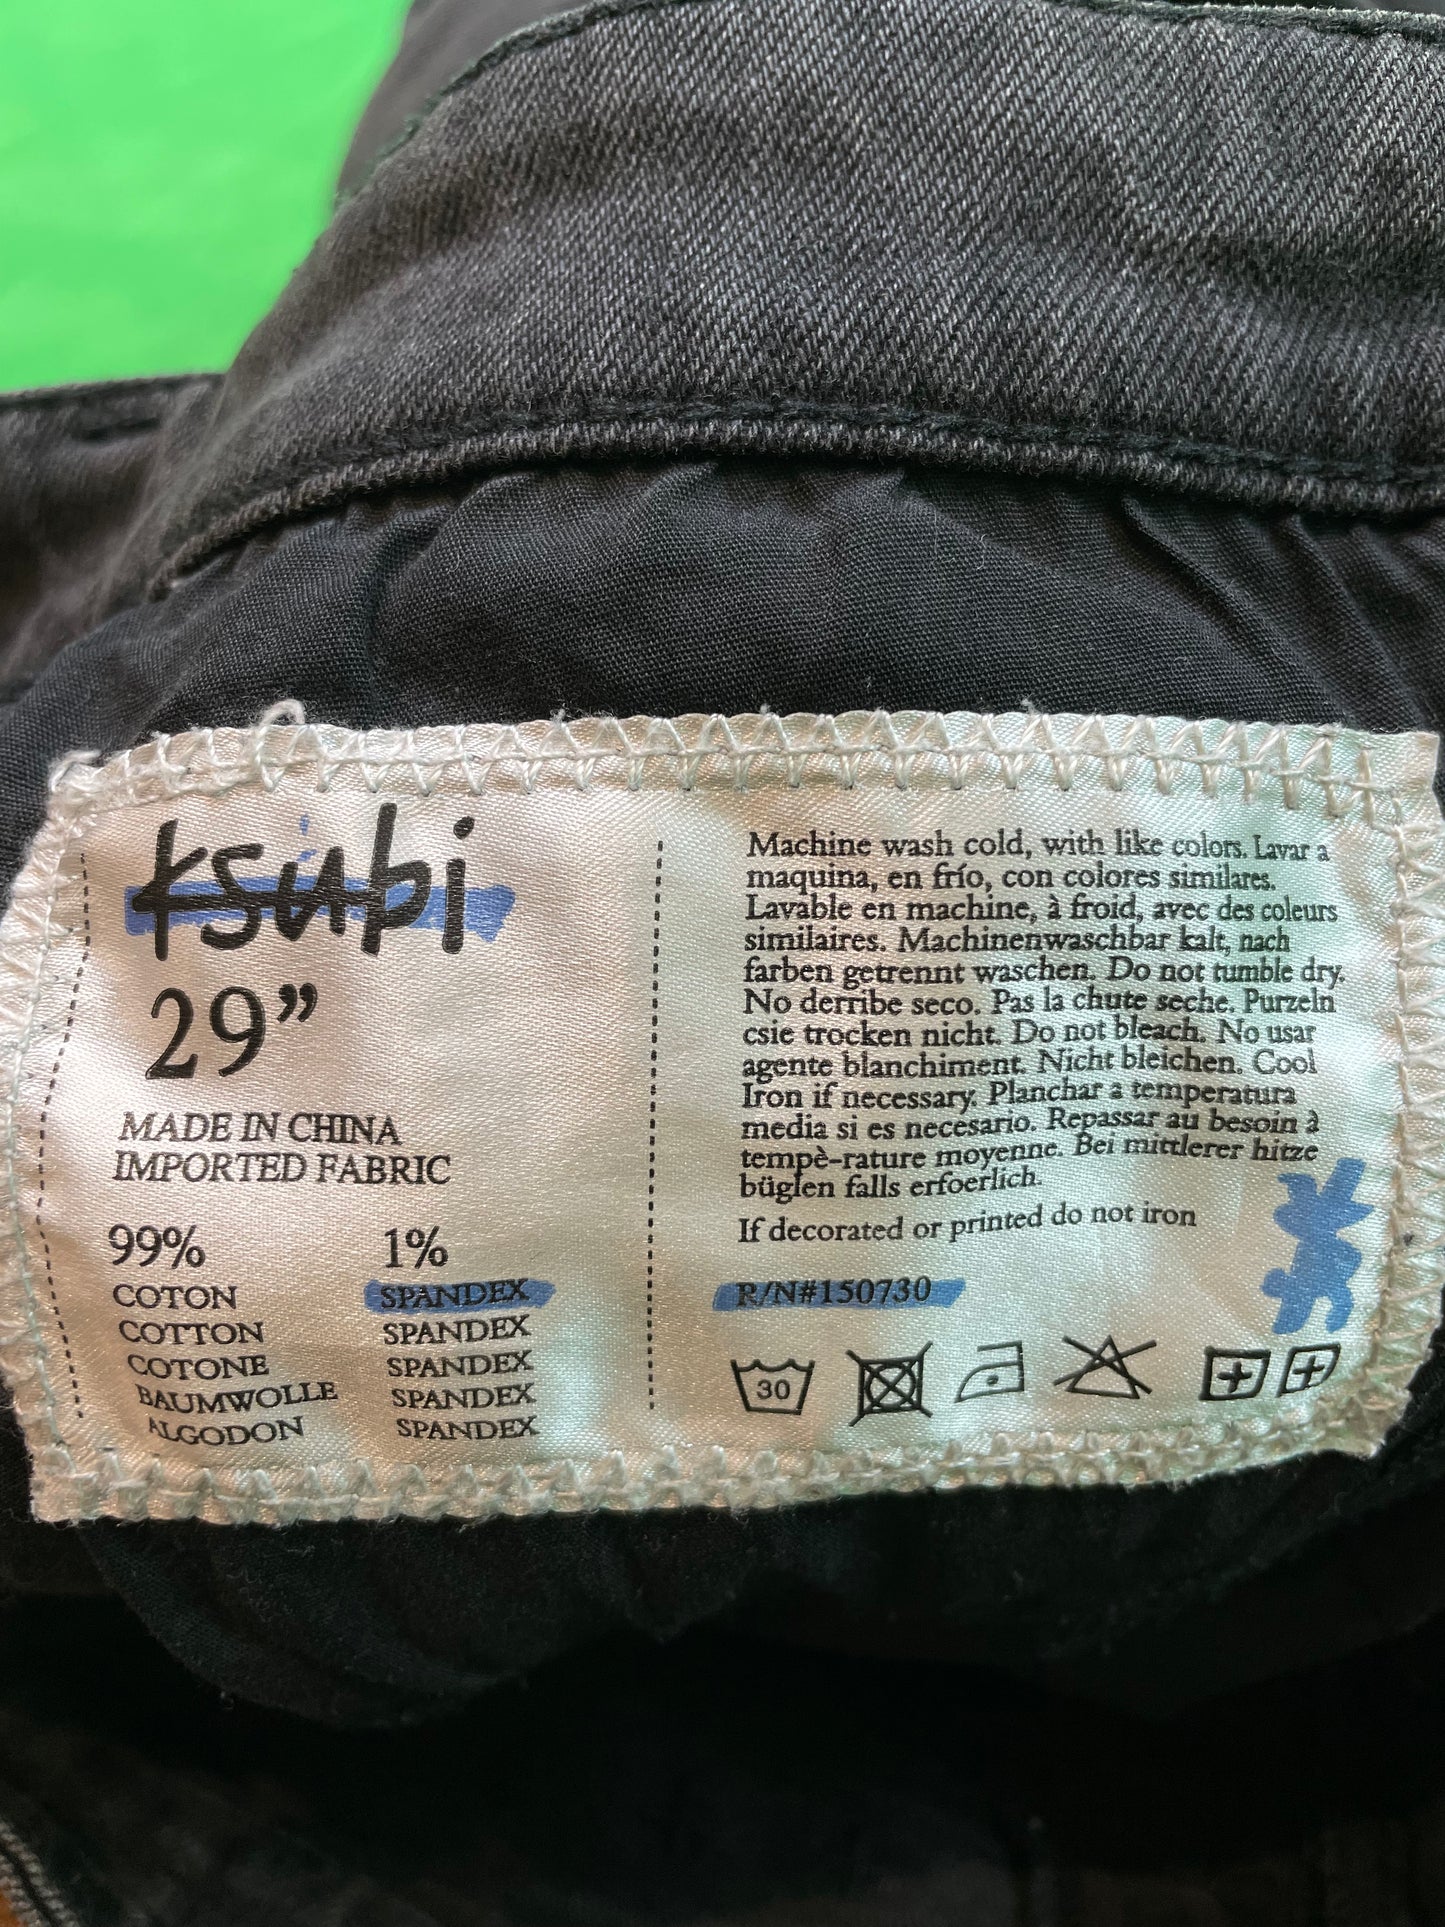 ksubi
29”
MADE IN CHINA
IMPORTED FABRIC
99%
COTON
COTTON
COTONE
BAUMWOLLE
ALGODON
1%
SPANDEX
SPANDEX
SPANDEX
SPANDEX
SPANDEX
Machine wash cold, with like colors. Lavar a
maquina, en frío, con colores similares.
Lavable en machine, à froid, avec des coleurs
similaires. Machinenwaschbar kalt, nach
farben getrennt waschen. Do not tumble dry.
No derribe seco. Pas la chute seche. Purzeln
csie trocken nicht. Do not bleach. No usar
agente blanchiment. Nicht bleichen. Cool
Iron if necessary. Planchar a temperatura
media si es necesario. Repassar au besoin à
tempè-rature moyenne. Bei mittlerer hitze
büglen falls erfoerlich.
If decorated or printed do not iron
R/N#150730
30